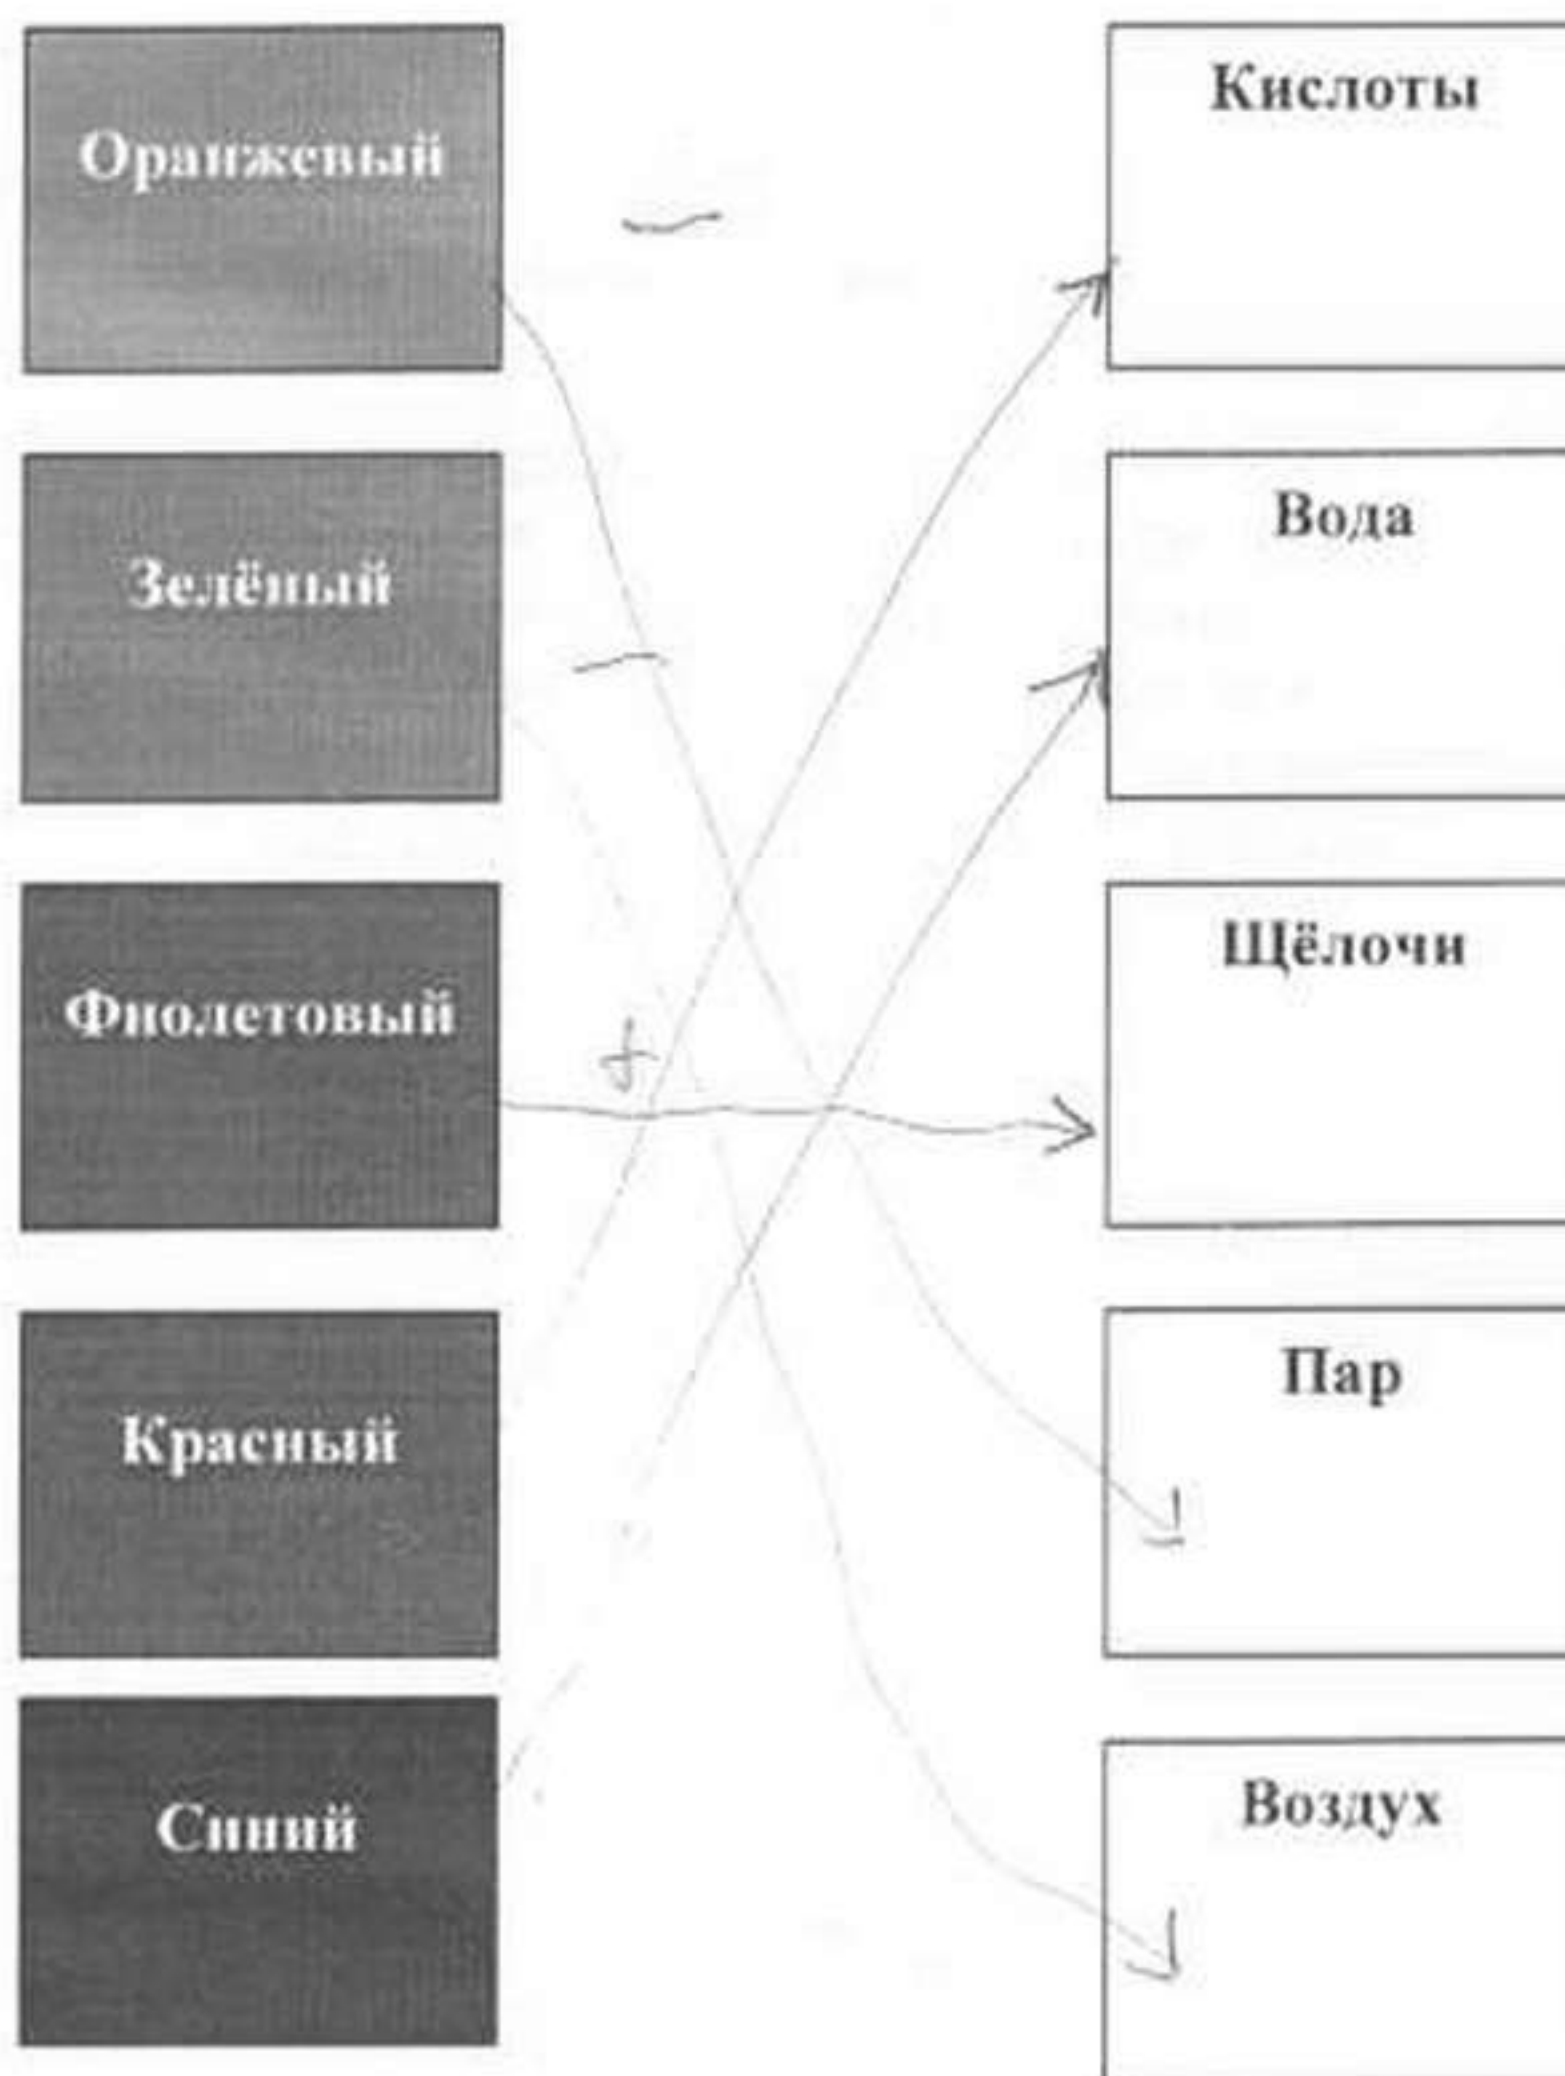 Оранжевый
Кислоты
Зелёный
Вода
Фиолетовый
Щёлочи
Красный
Пар
Синий
Воздух